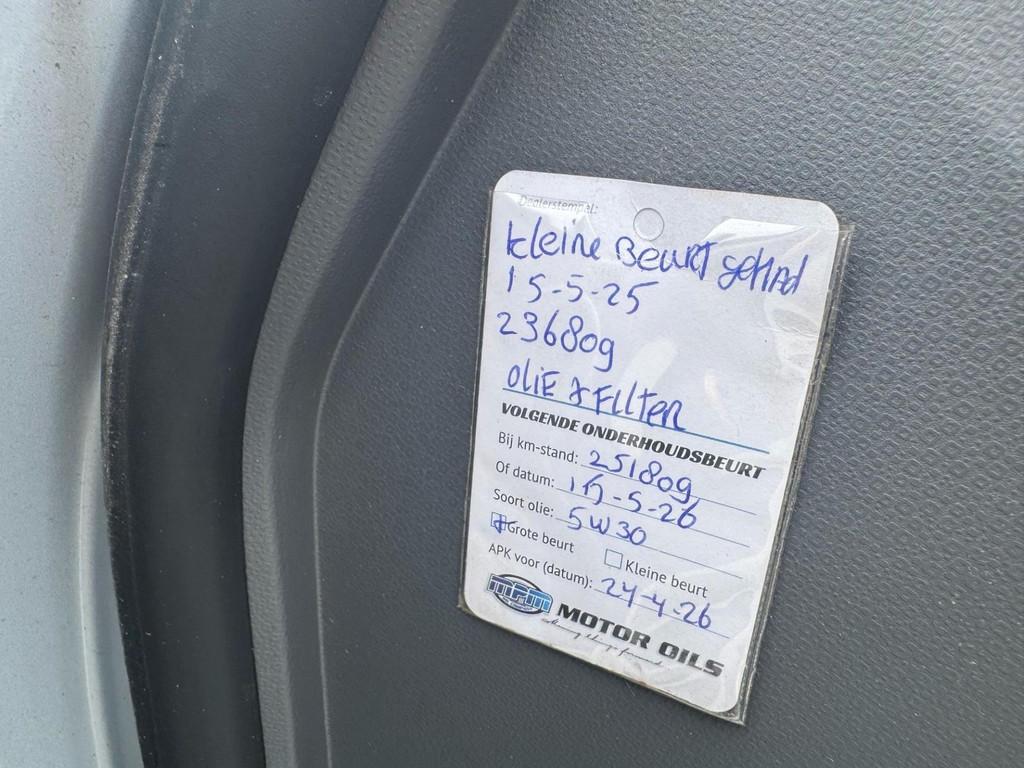 Dealerstempel:
kleine Beurt gehad
15-5-25
236809
OLIE & FILTER
VOLGENDE ONDERHOUDSBEURT
Bij km-stand: 251809
Of datum: 15-5-26
Soort olie: 5W30
Grote beurt Kleine beurt
APK voor (datum): 24-4-26
MPM MOTOR OILS